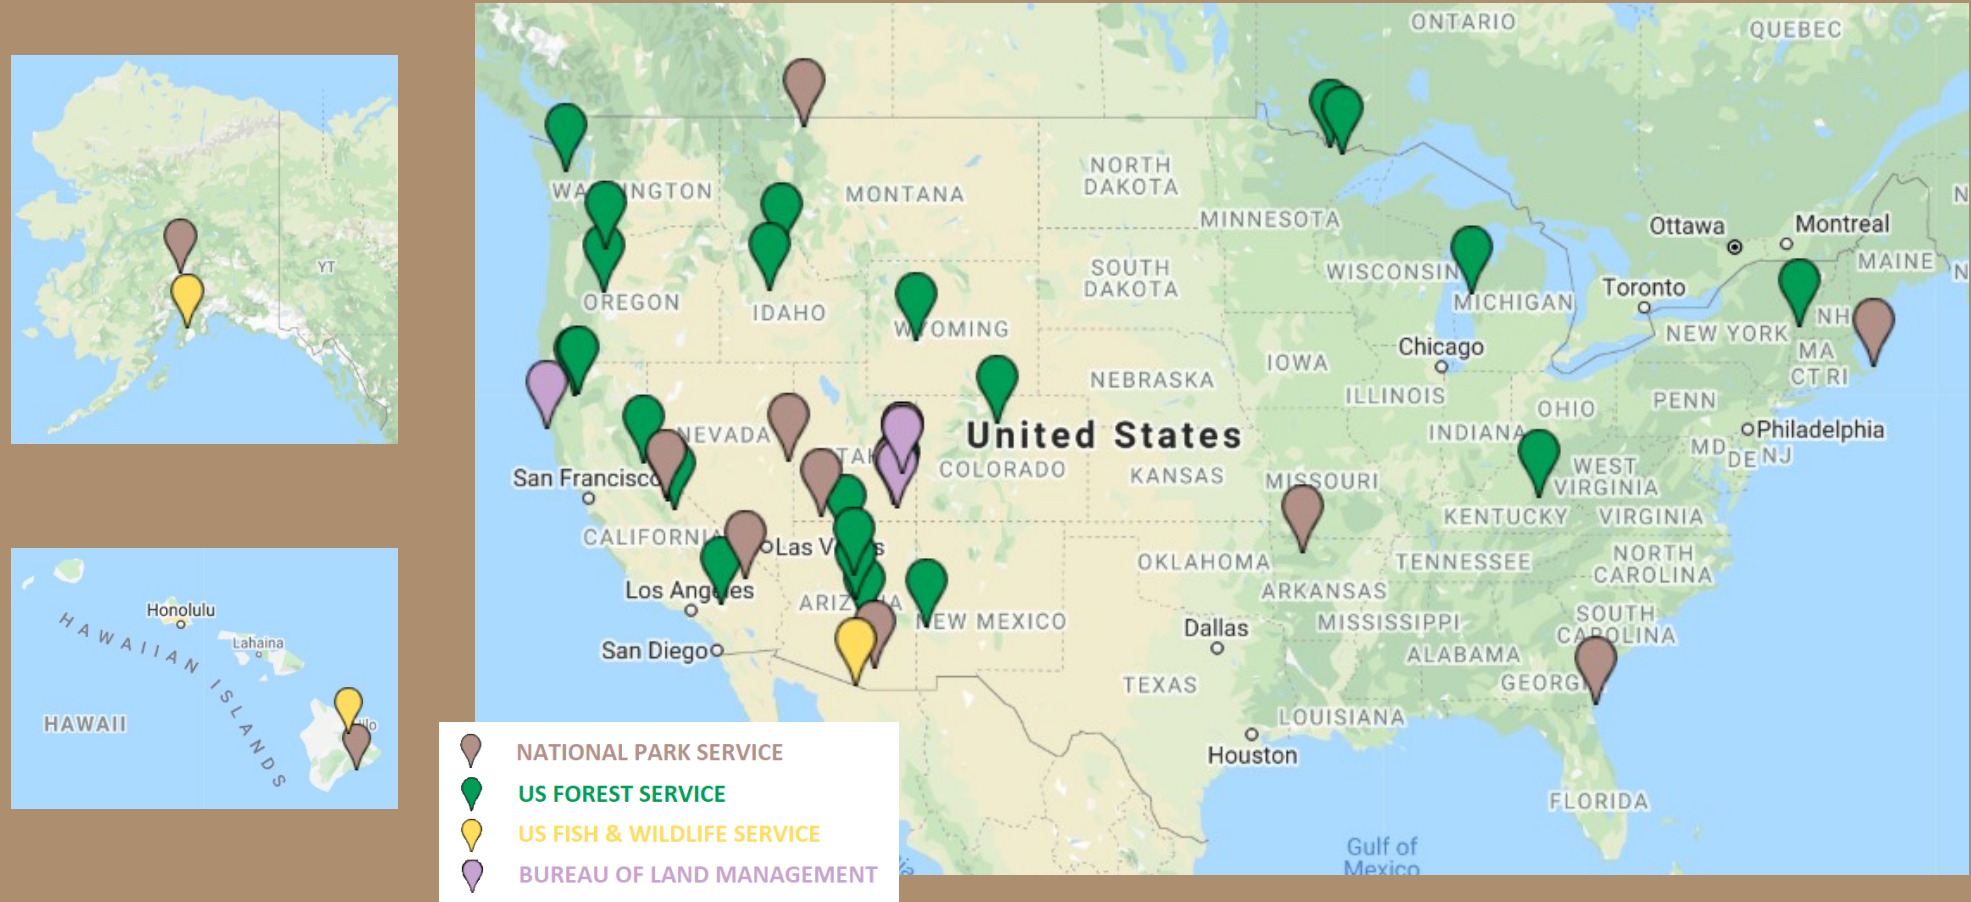 YT
Honolulu
Lahaina
HAWAIIAN ISLANDS
HAWAII
ONTARIO
QUEBEC
NORTH
DAKOTA
MONTANA
MINNESOTA
Ottawa
Montreal
MAINE
SOUTH
DAKOTA
WISCONSIN
MICHIGAN
Toronto
OREGON
IDAHO
WYOMING
NEW YORK
NH
MA
CT RI
Chicago
IOWA
NEBRASKA
ILLINOIS
OHIO
PENN
INDIANA
Philadelphia
MD
DE NJ
NEVADA
United States
COLORADO
KANSAS
MISSOURI
WEST
VIRGINIA
San Francisco
KENTUCKY
VIRGINIA
CALIFORNIA
Las V s
OKLAHOMA
TENNESSEE
NORTH
CAROLINA
Los Angeles
ARKANSAS
NEW MEXICO
MISSISSIPPI
SOUTH
CAROLINA
Dallas
San Diego
ALABAMA
TEXAS
GEORGI
LOUISIANA
Houston
FLORIDA
Gulf of
Mexico
NATIONAL PARK SERVICE
US FOREST SERVICE
US FISH & WILDLIFE SERVICE
BUREAU OF LAND MANAGEMENT